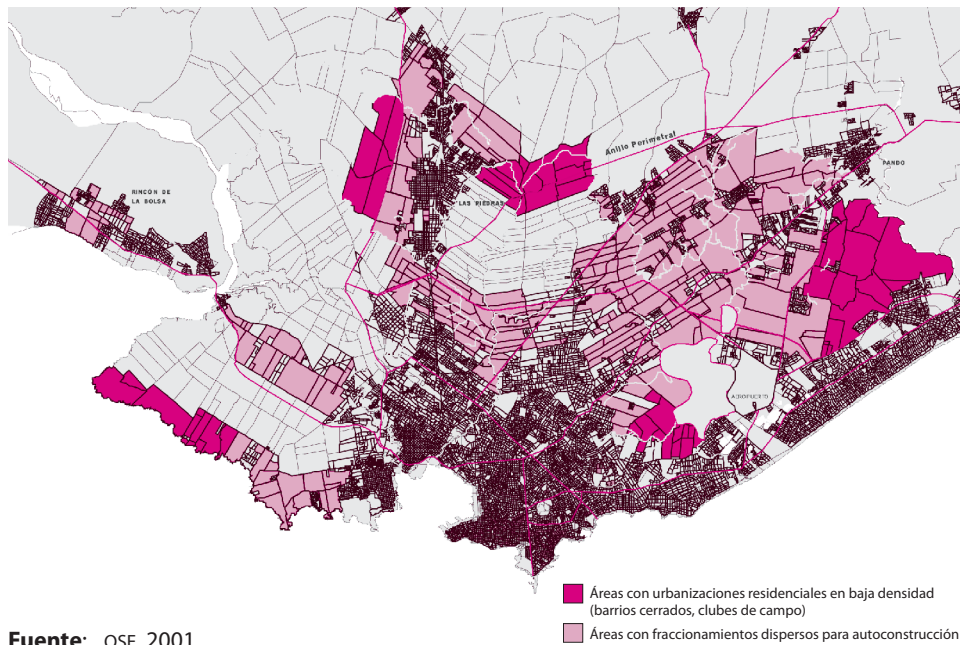 Anillo Perimetral
PANDO
RINCÓN DE
LA BOLSA
LAS PIEDRAS
AEROPUERTO
Áreas con urbanizaciones residenciales en baja densidad
(barrios cerrados, clubes de campo)
Áreas con fraccionamientos dispersos para autoconstrucción
Fuente: OSE, 2001